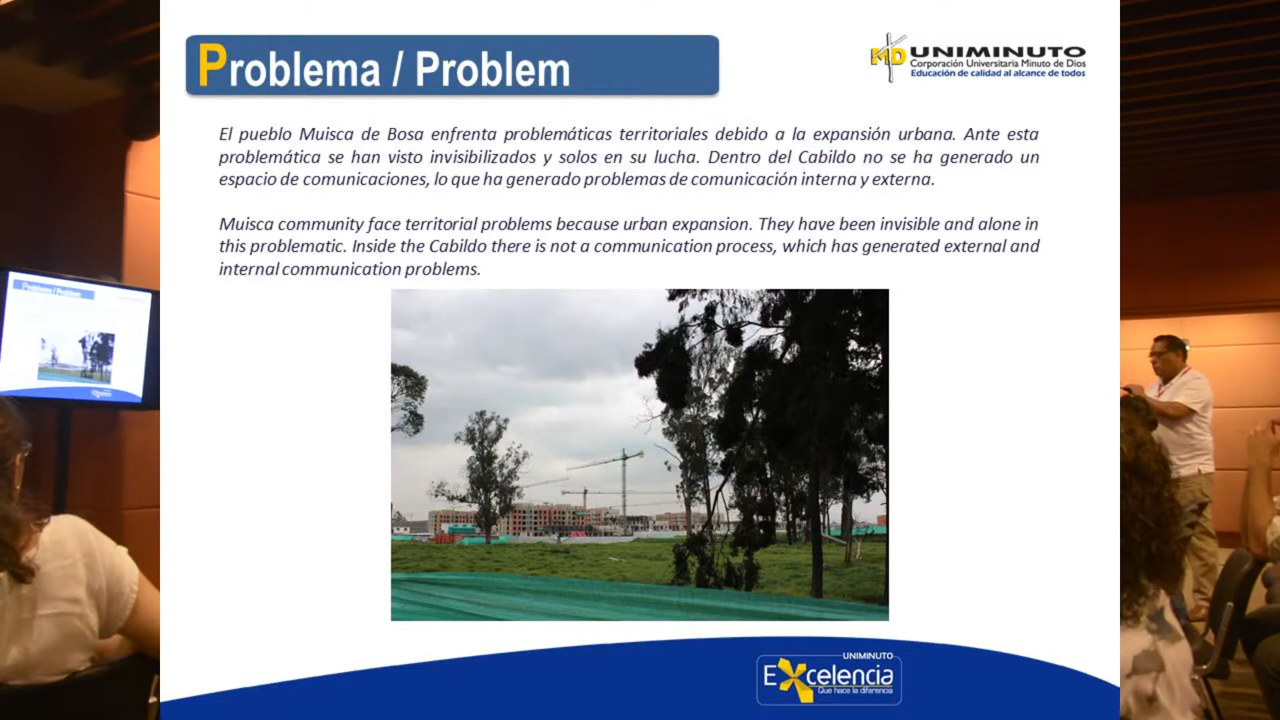 Problema / Problem
UNIMINUTO
Corporación Universitaria Minuto de Dios
Educación de calidad al alcance de todos
El pueblo Muisca de Bosa enfrenta problemáticas territoriales debido a la expansión urbana. Ante esta
problemática se han visto invisibilizados y solos en su lucha. Dentro del Cabildo no se ha generado un
espacio de comunicaciones, lo que ha generado problemas de comunicación interna y externa.
Muisca community face territorial problems because urban expansion. They have been invisible and alone in
this problematic. Inside the Cabildo there is not a communication process, which has generated external and
internal communication problems.
Problema / Problem
UNIMINUTO
Excelencia
Que hace la diferencia